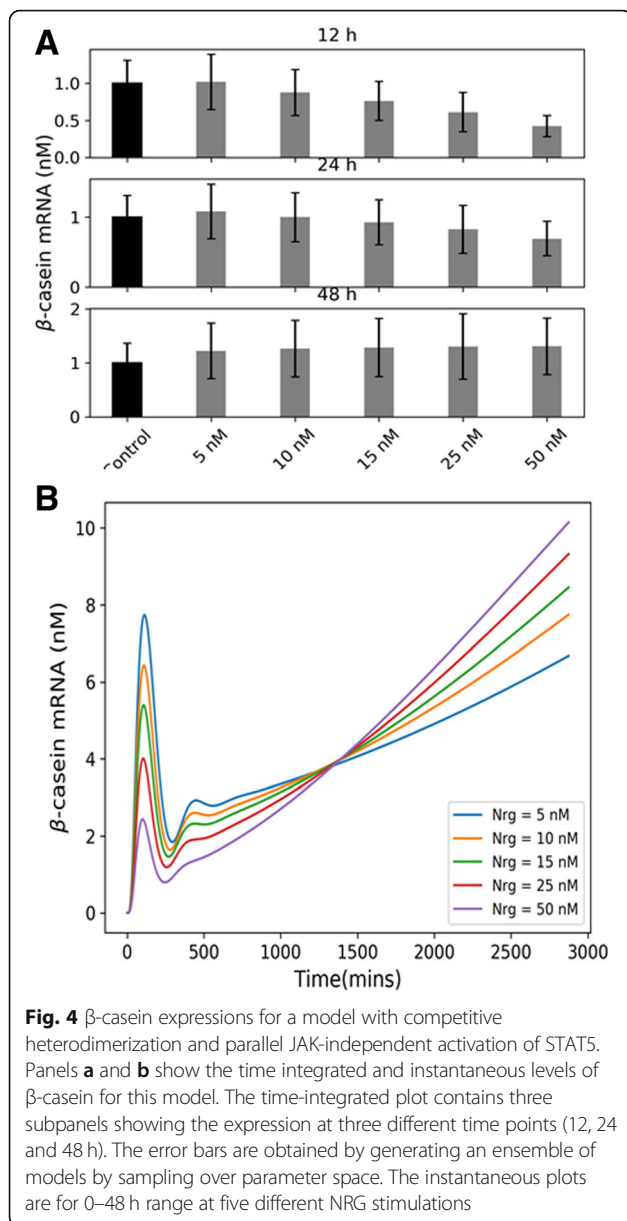 A
12 h
1.0
0.5
0.0
24 h
1
0
48 h
2
1
0
β-casein mRNA (nM)
5 nM
10 nM
15 nM
25 nM
50 nM
B
10
8
6
4
2
0
β-casein mRNA (nM)
Nrg = 5 nM
Nrg = 10 nM
Nrg = 15 nM
Nrg = 25 nM
Nrg = 50 nM
0 500 1000 1500 2000 2500 3000
Time(mins)
Fig. 4 β-casein expressions for a model with competitive
heterodimerization and parallel JAK-independent activation of STAT5.
Panels a and b show the time integrated and instantaneous levels of
β-casein for this model. The time-integrated plot contains three
subpanels showing the expression at three different time points (12, 24
and 48 h). The error bars are obtained by generating an ensemble of
models by sampling over parameter space. The instantaneous plots
are for 0–48 h range at five different NRG stimulations